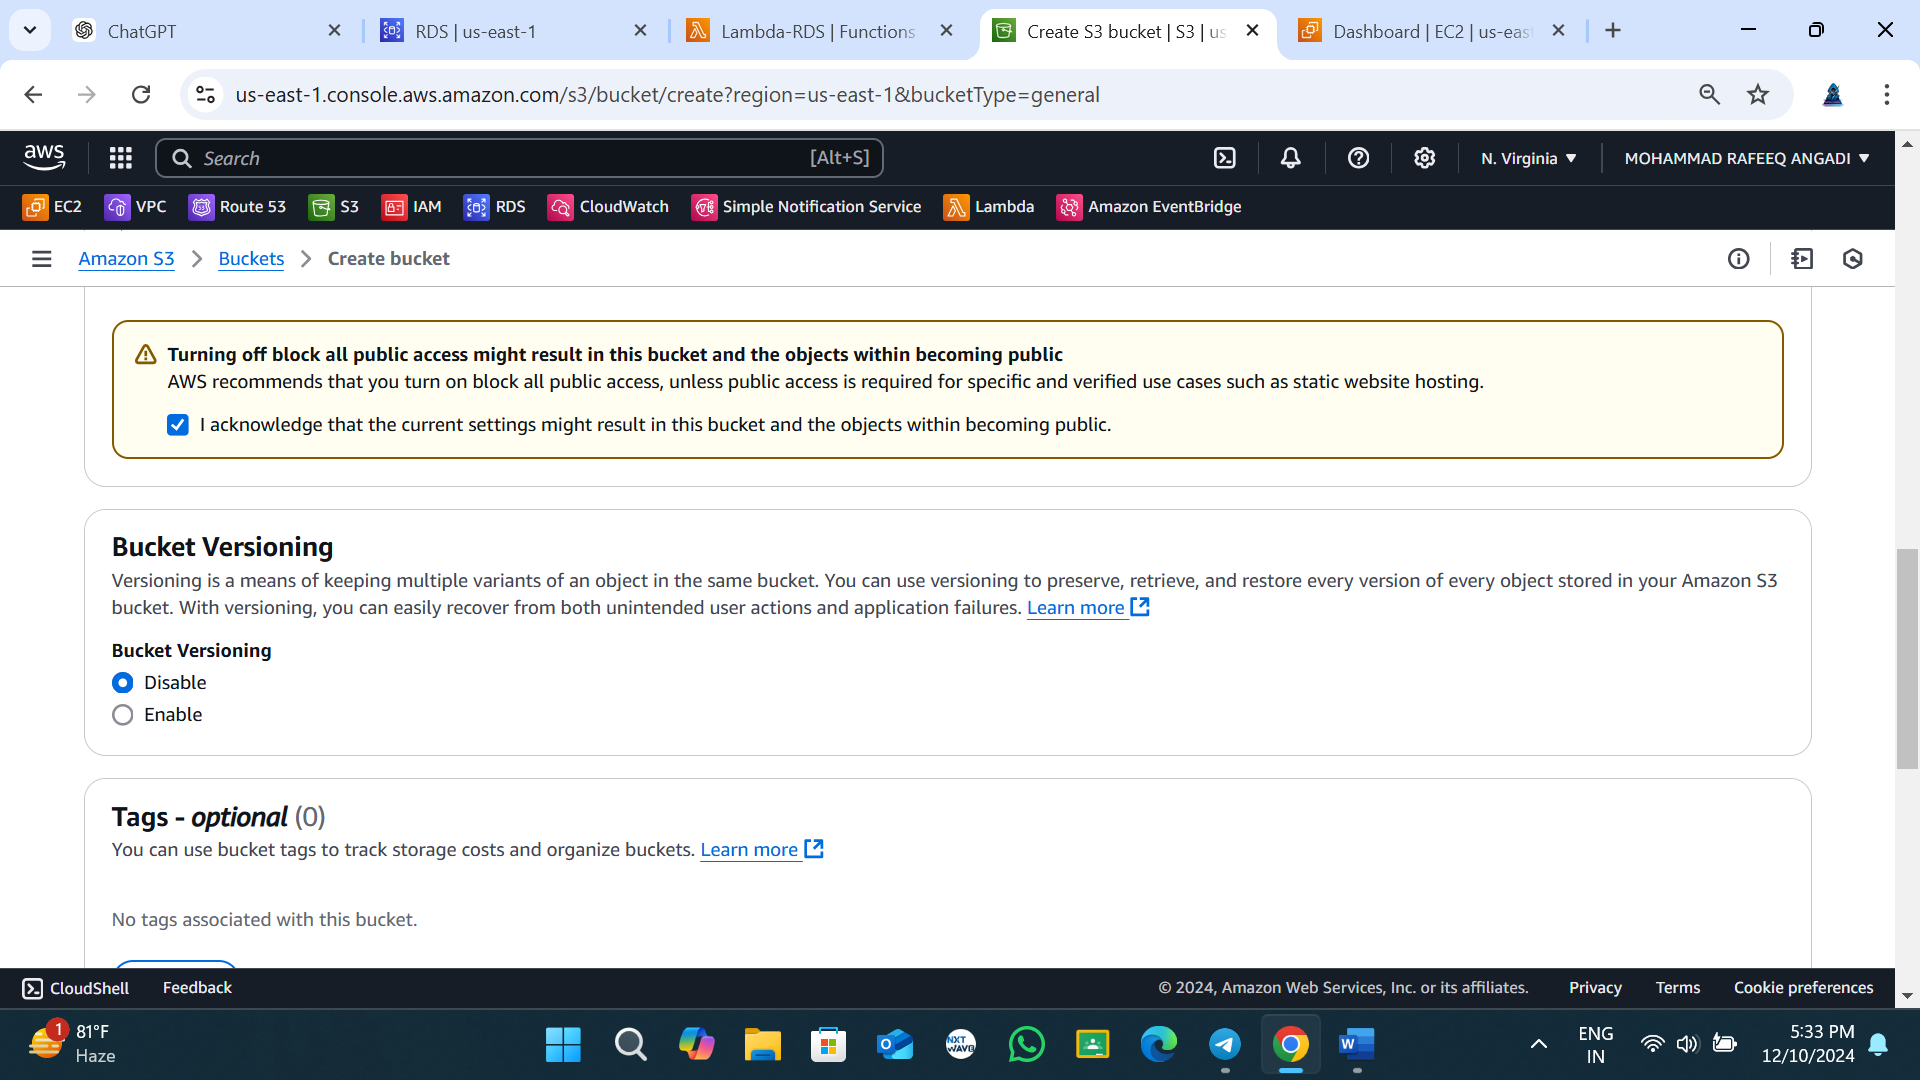 ChatGPT
RDS | us-east-1
Lambda-RDS | Functions
Create S3 bucket | S3 | us
Dashboard | EC2 | us-east
us-east-1.console.aws.amazon.com/s3/bucket/create?region=us-east-1&bucketType=general
aws
Search
[Alt+S]
N. Virginia
MOHAMMAD RAFEEQ ANGADI
EC2
VPC
Route 53
S3
IAM
RDS
CloudWatch
Simple Notification Service
Lambda
Amazon EventBridge
Amazon S3
Buckets
Create bucket
Turning off block all public access might result in this bucket and the objects within becoming public
AWS recommends that you turn on block all public access, unless public access is required for specific and verified use cases such as static website hosting.
I acknowledge that the current settings might result in this bucket and the objects within becoming public.
Bucket Versioning
Versioning is a means of keeping multiple variants of an object in the same bucket. You can use versioning to preserve, retrieve, and restore every version of every object stored in your Amazon S3
bucket. With versioning, you can easily recover from both unintended user actions and application failures. Learn more
Bucket Versioning
Disable
Enable
Tags - optional (0)
You can use bucket tags to track storage costs and organize buckets. Learn more
No tags associated with this bucket.
CloudShell
Feedback
© 2024, Amazon Web Services, Inc. or its affiliates.
Privacy
Terms
Cookie preferences
1
81°F
Haze
NXT
WAVE
ENG
IN
5:33 PM
12/10/2024